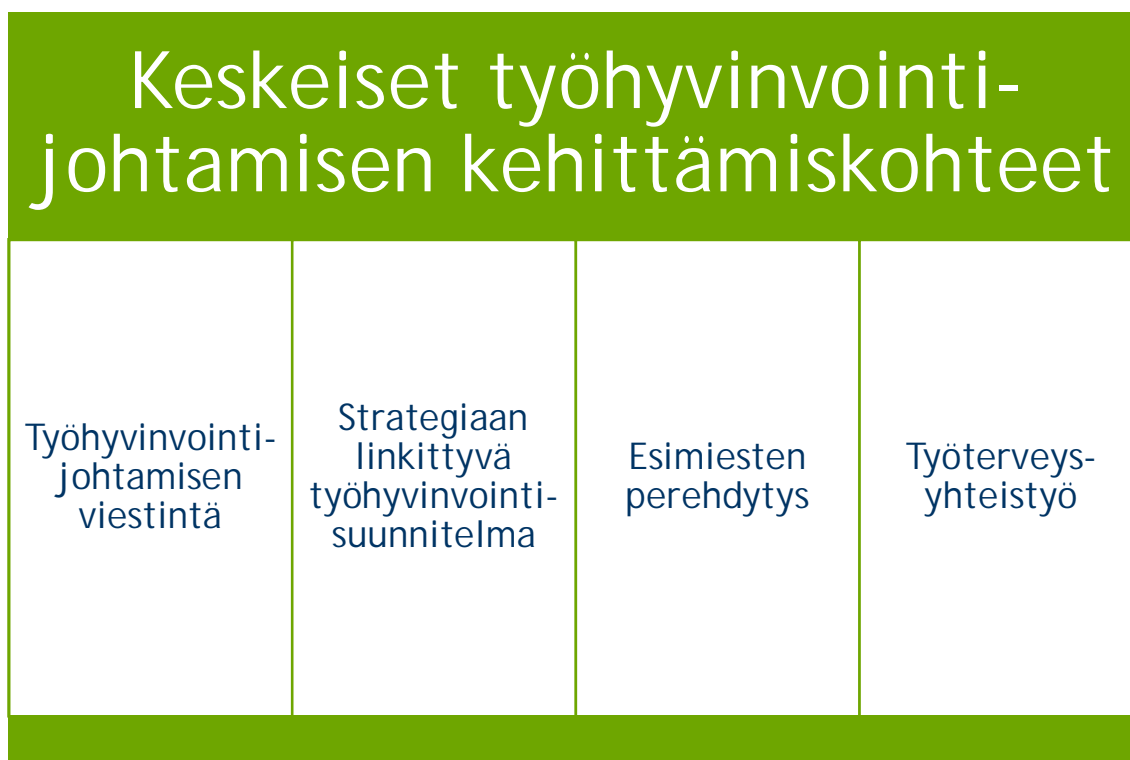 Keskeiset työhyvinvointi-
johtamisen kehittämiskohteet
Työhyvinvointi-
johtamisen
viestintä
Strategiaan
linkittyvä
työhyvinvointi-
suunnitelma
Esimiesten
perehdytys
Työterveys-
yhteistyö